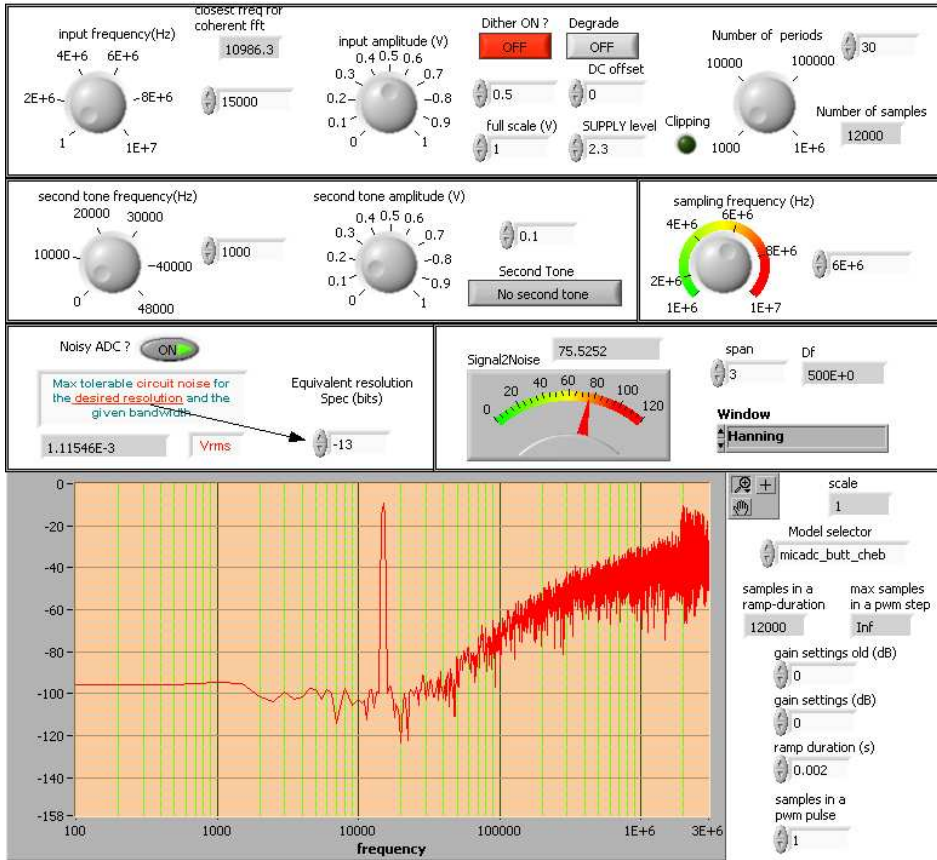 closest freq for
coherent fft
10986.3
input frequency(Hz)
4E+6 6E+6
2E+6 8E+6
1 1E+7
15000
input amplitude (V)
0.4 0.5 0.6
0.3 0.7
0.2 0.8
0.1 0.9
0 1
Dither ON ?
OFF
Degrade
OFF
0.5
DC offset
0
full scale (V)
1
SUPPLY level
2.3
Clipping
Number of periods
10000 100000
1000 1E+6
30
Number of samples
12000
second tone frequency(Hz)
20000 30000
10000 40000
0 48000
1000
second tone amplitude (V)
0.4 0.5 0.6
0.3 0.7
0.2 0.8
0.1 0.9
0 1
0.1
Second Tone
No second tone
sampling frequency (Hz)
4E+6 6E+6
2E+6 8E+6
1E+6 1E+7
6E+6
Noisy ADC ?
ON
Max tolerable circuit noise for
the desired resolution and the
given bandwidth
1.11546E-3
Vrms
Equivalent resolution
Spec (bits)
-13
Signal2Noise
75.5252
0 20 40 60 80 100 120
span
3
Df
500E+0
Window
Hanning
0
-20
-40
-60
-80
-100
-120
-140
-158
100 1000 10000 100000 1E+6 3E+6
frequency
scale
1
Model selector
micadc_butt_cheb
samples in a
ramp-duration
12000
max samples
in a pwm step
Inf
gain settings old (dB)
0
gain settings (dB)
0
ramp duration (s)
0.002
samples in a
pwm pulse
1